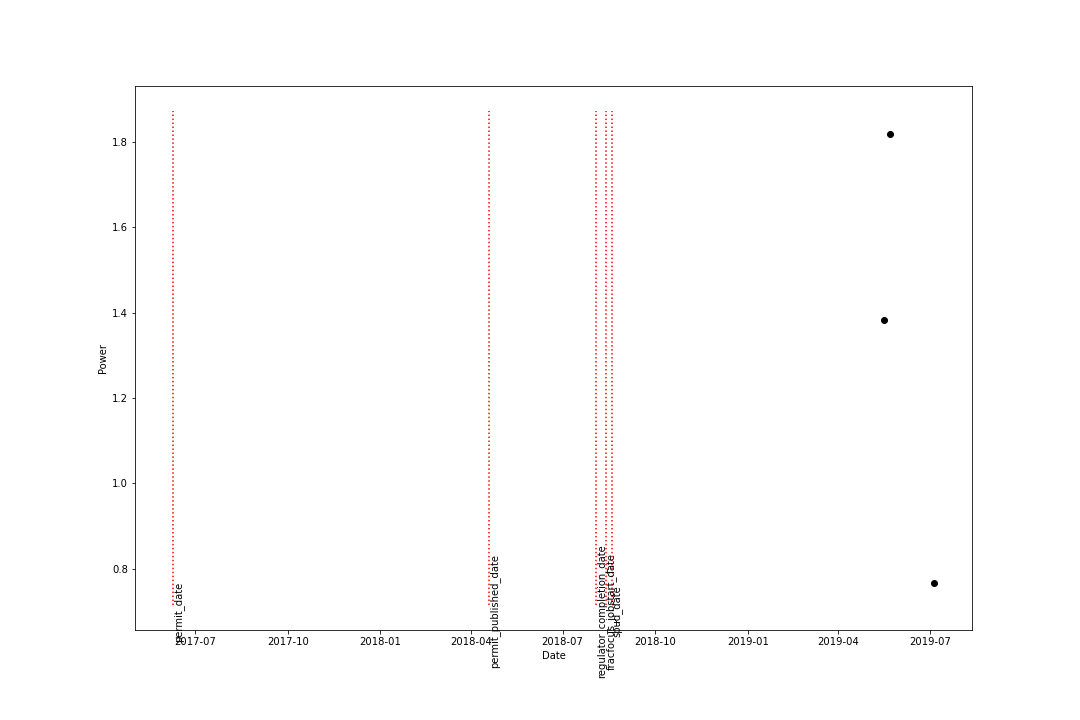 1.8
1.6
1.4
1.2
1.0
0.8
Power
permit_date
permit_published_date
regulator_completion_date
fracfocus_jobstart_date
spud_date
2017-07
2017-10
2018-01
2018-04
2018-07
2018-10
2019-01
2019-04
2019-07
Date